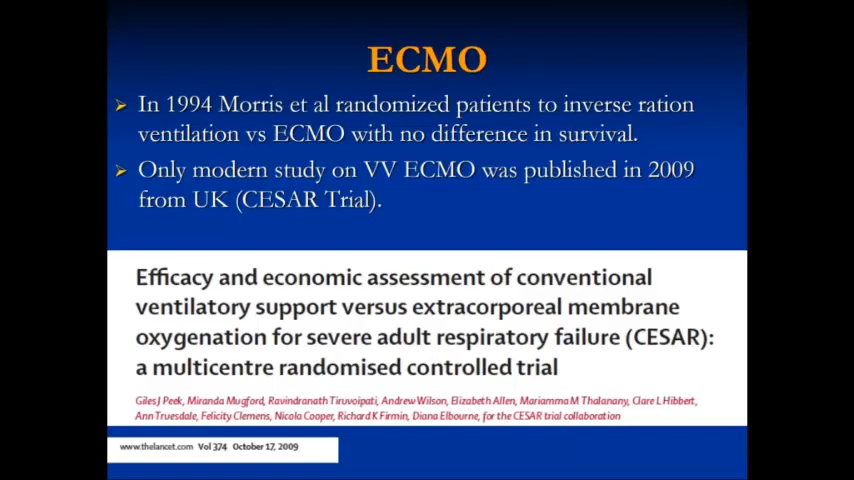 ECMO
In 1994 Morris et al randomized patients to inverse ration
ventilation vs ECMO with no difference in survival.
Only modern study on VV ECMO was published in 2009
from UK (CESAR Trial).
Efficacy and economic assessment of conventional
ventilatory support versus extracorporeal membrane
oxygenation for severe adult respiratory failure (CESAR):
a multicentre randomised controlled trial
Giles J Peek, Miranda Mugford, Ravindranath Tiruvoipati, Andrew Wilson, Elizabeth Allen, Mariamma M Thalanany, Clare L Hibbert,
Ann Truesdale, Felicity Clemens, Nicola Cooper, Richard K Firmin, Diana Elbourne, for the CESAR trial collaboration
www.thelancet.com Vol 374 October 17, 2009